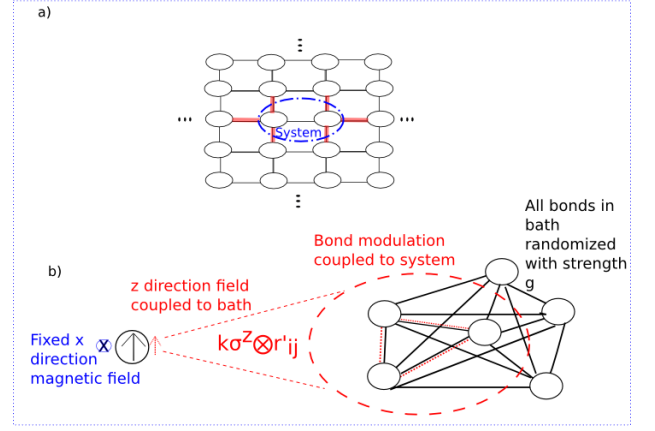 a)
System
b)
All bonds in
bath
randomized
with strength
g
Bond modulation
coupled to system
z direction field
coupled to bath
kσᶻ⊗r'ij
Fixed x
direction
magnetic field
x